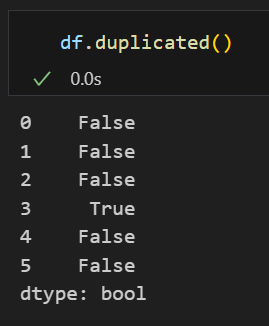 df.duplicated()
0.0s
0 False
1 False
2 False
3 True
4 False
5 False
dtype: bool